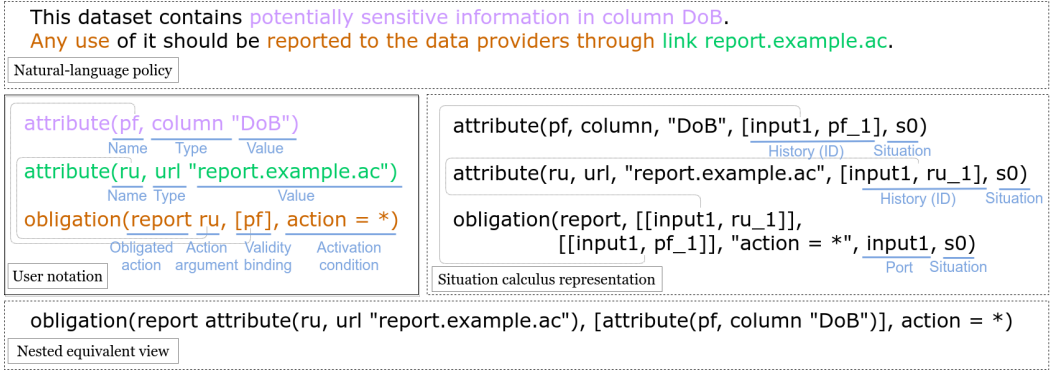 This dataset contains potentially sensitive information in column DoB.
Any use of it should be reported to the data providers through link report.example.ac.
Natural-language policy
attribute(pf, column "DoB")
Name Type Value
attribute(ru, url "report.example.ac")
Name Type Value
obligation(report ru, [pf], action = *)
Obligated action Action argument Validity binding Activation condition
User notation
attribute(pf, column, "DoB", [input1, pf_1], s0)
History (ID) Situation
attribute(ru, url, "report.example.ac", [input1, ru_1], s0)
History (ID) Situation
obligation(report, [[input1, ru_1]],
[[input1, pf_1]], "action = *", input1, s0)
Port Situation
Situation calculus representation
obligation(report attribute(ru, url "report.example.ac"), [attribute(pf, column "DoB")], action = *)
Nested equivalent view